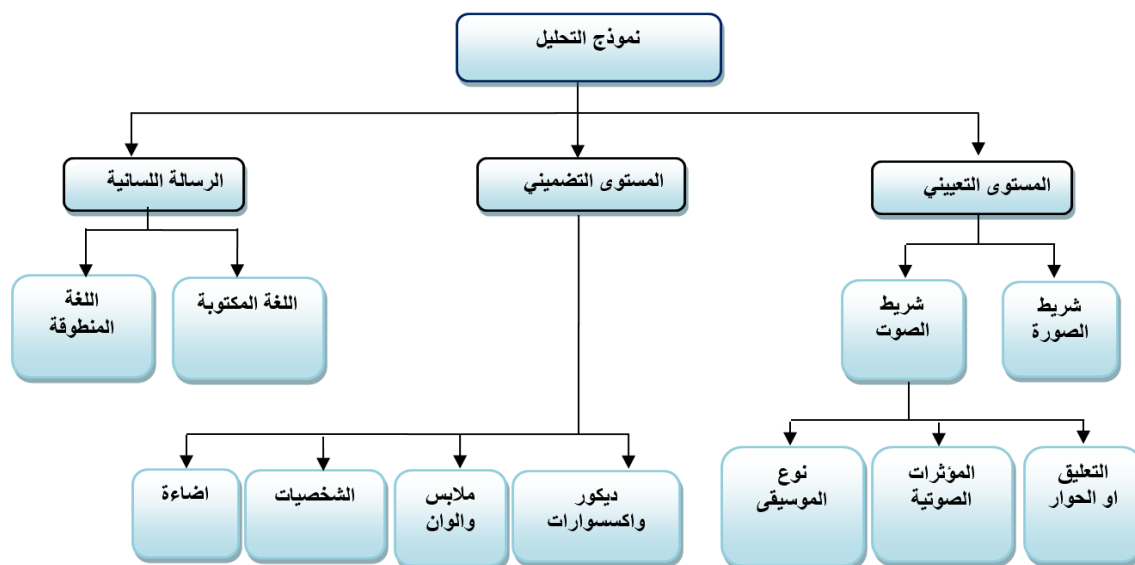 نموذج التحليل
المستوى التعييني
المستوى التضميني
الرسالة اللسانية
شريط
الصورة
شريط
الصوت
اللغة المكتوبة
اللغة
المنطوقة
التعليق
او الحوار
المؤثرات
الصوتية
نوع
الموسيقى
ديكور
واكسسوارات
ملابس
والوان
الشخصيات
اضاءة